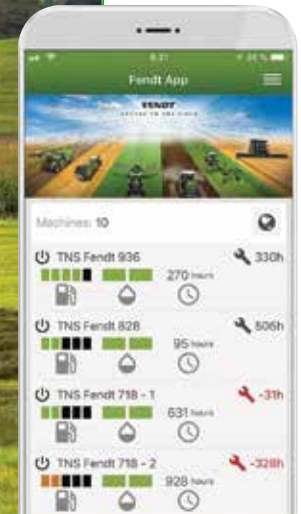 Fendt App
FENDT
Machines: 10
TNS Fendt 936
330h
270 hours
TNS Fendt 828
506h
95 hours
TNS Fendt 718 - 1
-31h
631 hours
TNS Fendt 718 - 2
-328h
928 hours